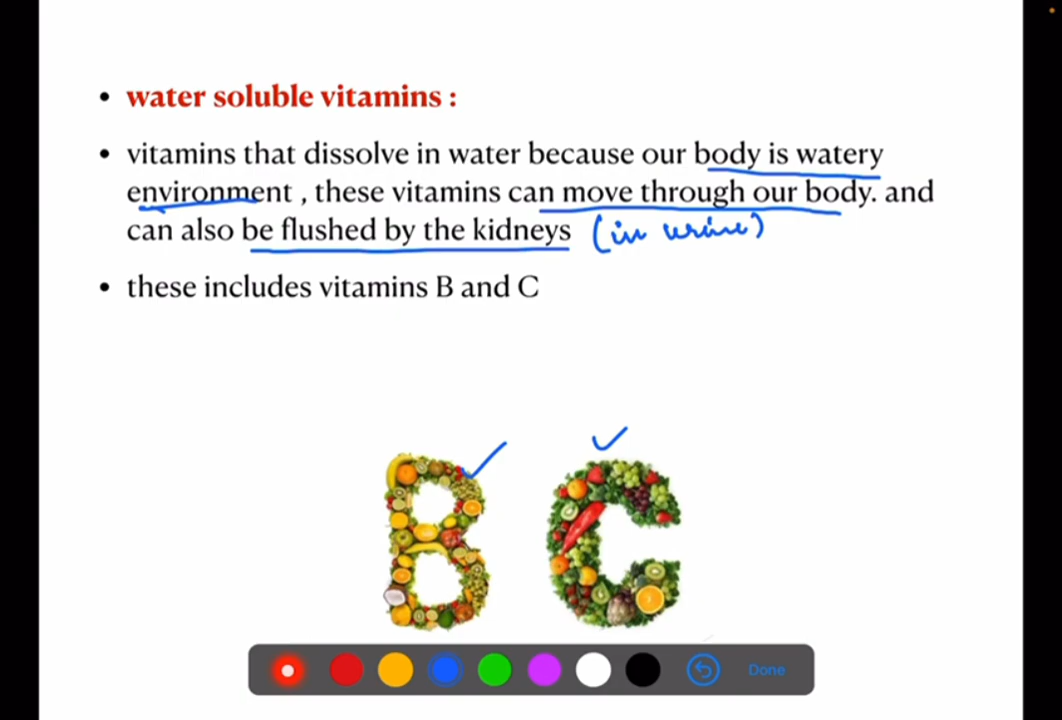 • water soluble vitamins :
• vitamins that dissolve in water because our body is watery
environment , these vitamins can move through our body. and
can also be flushed by the kidneys (in urine)
• these includes vitamins B and C
B C
Done